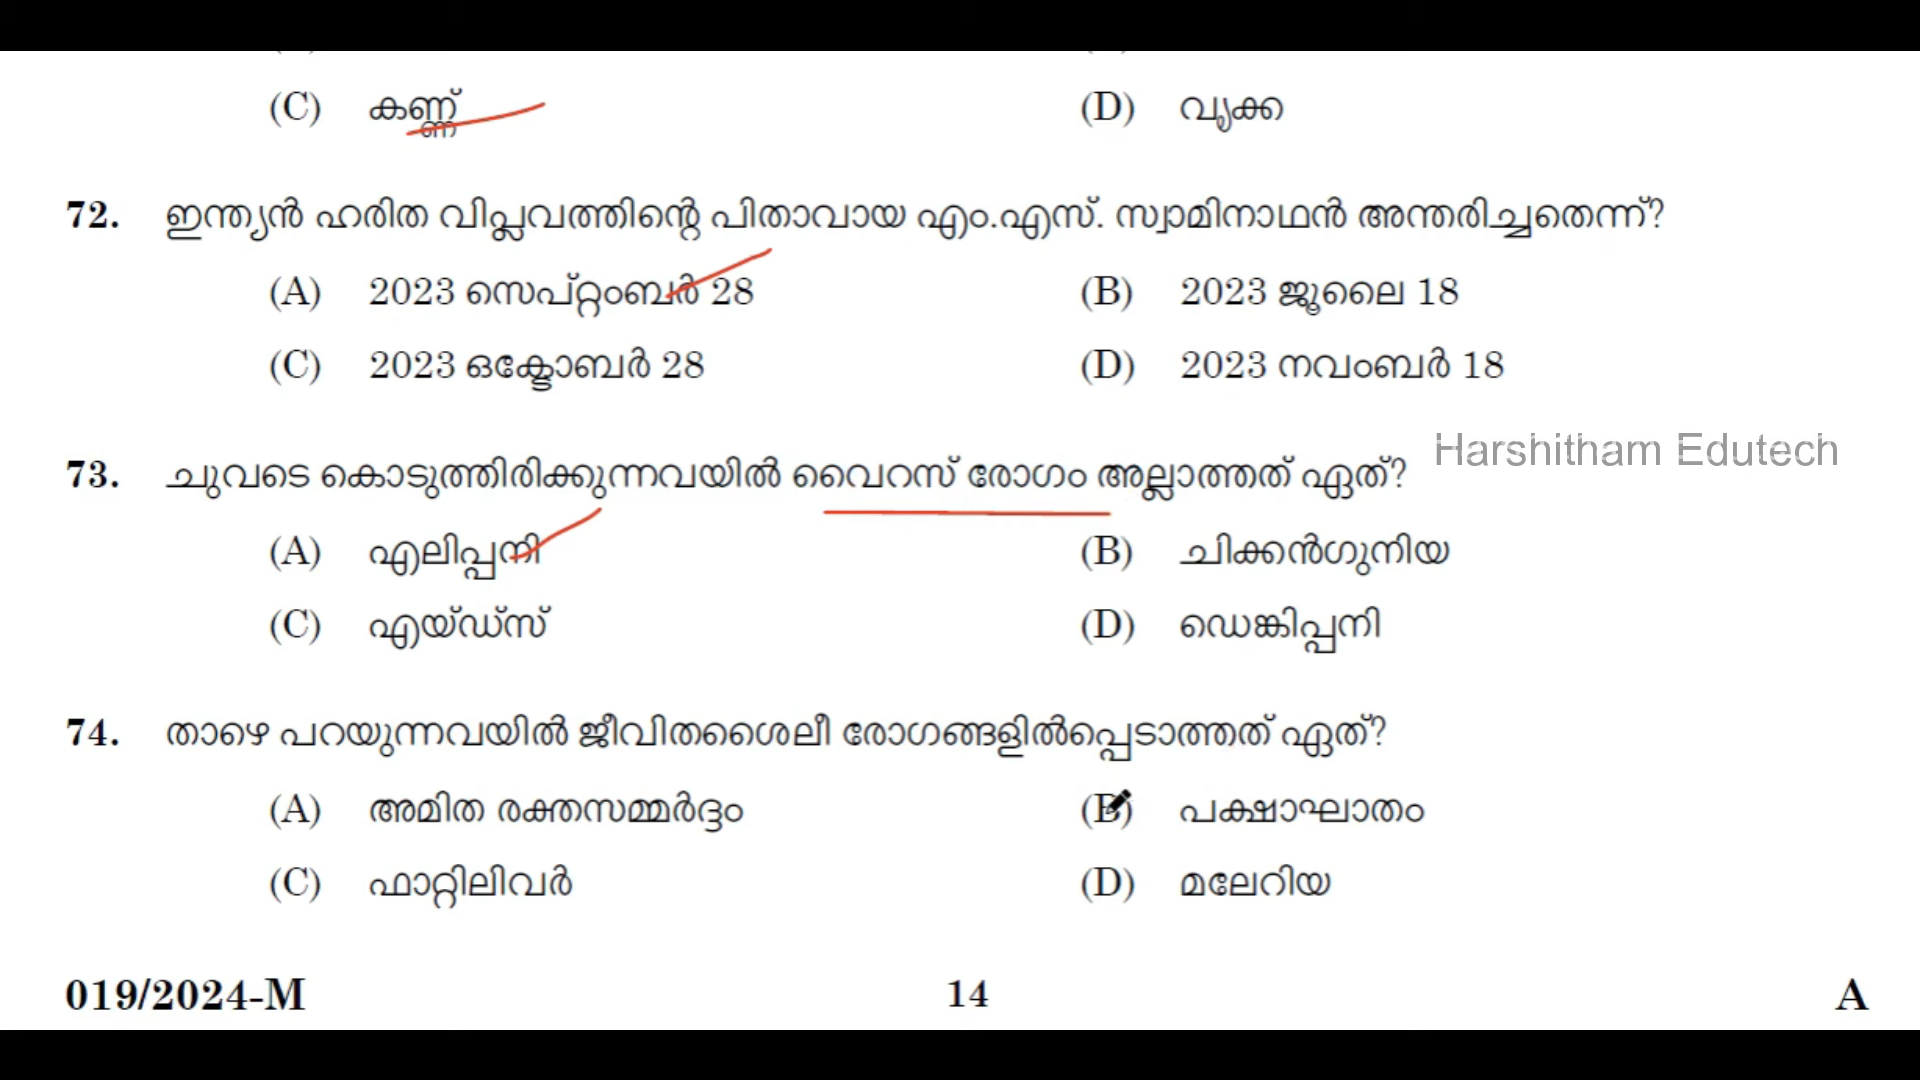 (C) കണ്ണ് (D) വൃക്ക
72. ഇന്ത്യൻ ഹരിത വിപ്ലവത്തിന്റെ പിതാവായ എം.എസ്. സ്വാമിനാഥൻ അന്തരിച്ചതെന്ന്?
(A) 2023 സെപ്റ്റംബർ 28 (B) 2023 ജൂലൈ 18
(C) 2023 ഒക്ടോബർ 28 (D) 2023 നവംബർ 18
Harshitham Edutech
73. ചുവടെ കൊടുത്തിരിക്കുന്നവയിൽ വൈറസ് രോഗം അല്ലാത്തത് ഏത്?
(A) എലിപ്പനി (B) ചിക്കൻഗുനിയ
(C) എയ്ഡ്സ് (D) ഡെങ്കിപ്പനി
74. താഴെ പറയുന്നവയിൽ ജീവിതശൈലീ രോഗങ്ങളിൽപ്പെടാത്തത് ഏത്?
(A) അമിത രക്തസമ്മർദ്ദം (B) പക്ഷാഘാതം
(C) ഫാറ്റിലിവർ (D) മലേറിയ
019/2024-M 14 A